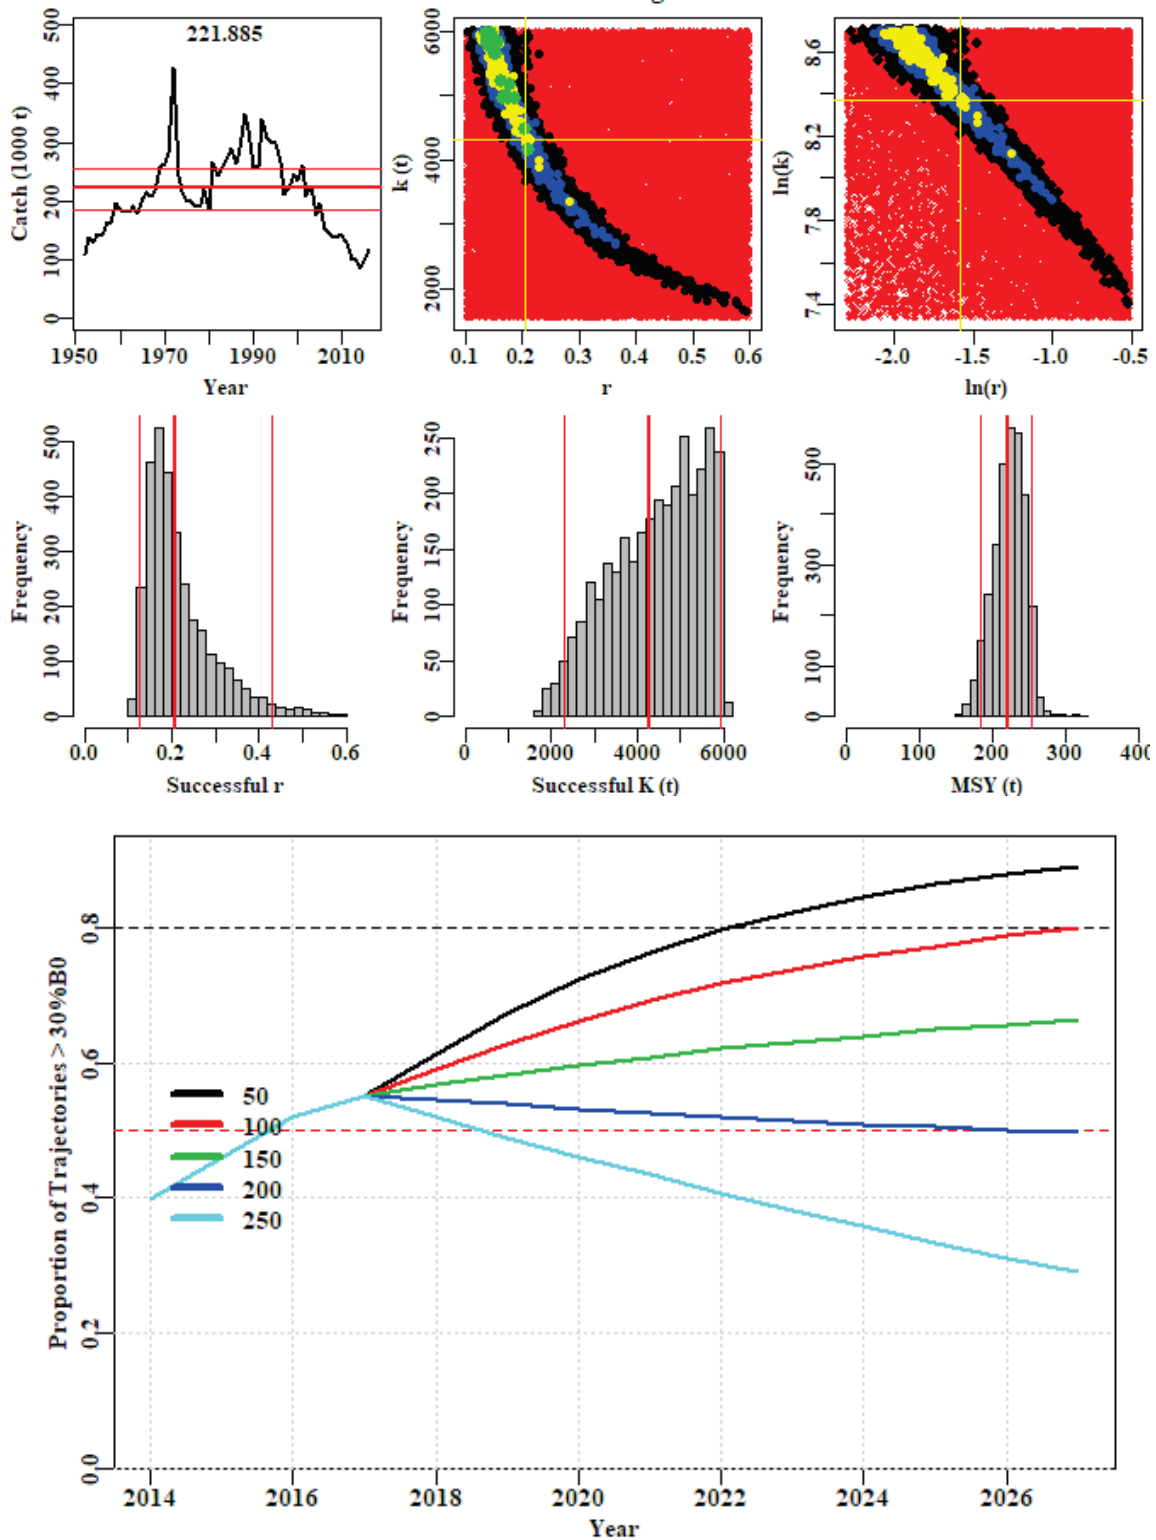 221.885
Catch (1000 t)
0 100 200 300 400 500
1950 1970 1990 2010
Year
k (t)
2000 4000 6000
0.1 0.2 0.3 0.4 0.5 0.6
r
ln(k)
7.4 7.8 8.2 8.6
-2.0 -1.5 -1.0 -0.5
ln(r)
Frequency
0 100 200 300 400 500
0.0 0.2 0.4 0.6
Successful r
Frequency
0 50 100 150 200 250
0 2000 4000 6000
Successful K (t)
Frequency
0 100 300 500
0 100 200 300 400
MSY (t)
Proportion of Trajectories > 30%B0
0.0 0.2 0.4 0.6 0.8
50
100
150
200
250
2014 2016 2018 2020 2022 2024 2026
Year